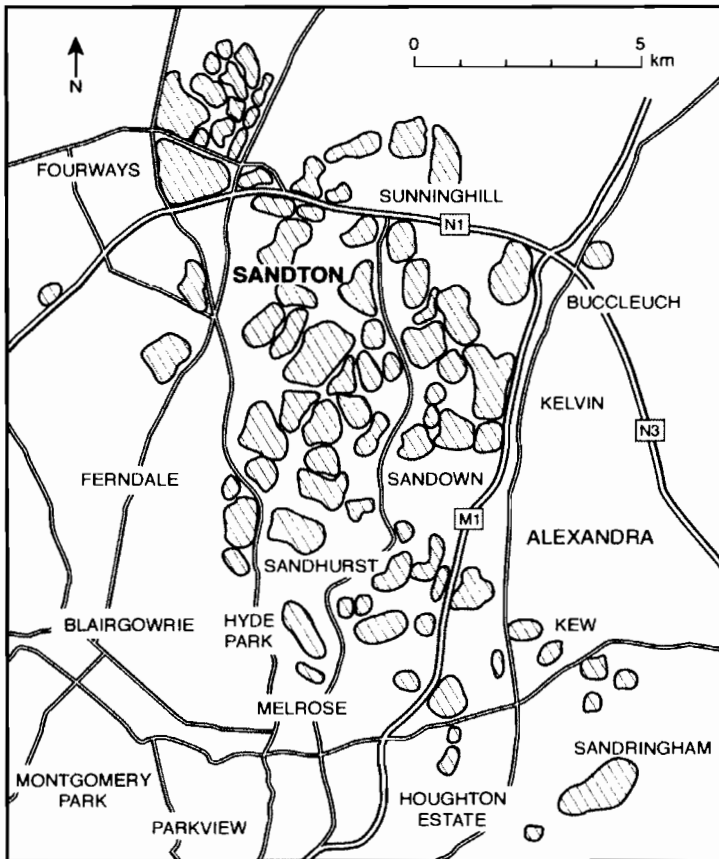 0 5
km
N
FOURWAYS
SUNNINGHILL
N1
SANDTON
BUCCLEUCH
KELVIN
N3
FERNDALE
SANDOWN
M1
ALEXANDRA
SANDHURST
BLAIRGOWRIE
HYDE
PARK
KEW
MELROSE
SANDRINGHAM
MONTGOMERY
PARK
HOUGHTON
ESTATE
PARKVIEW